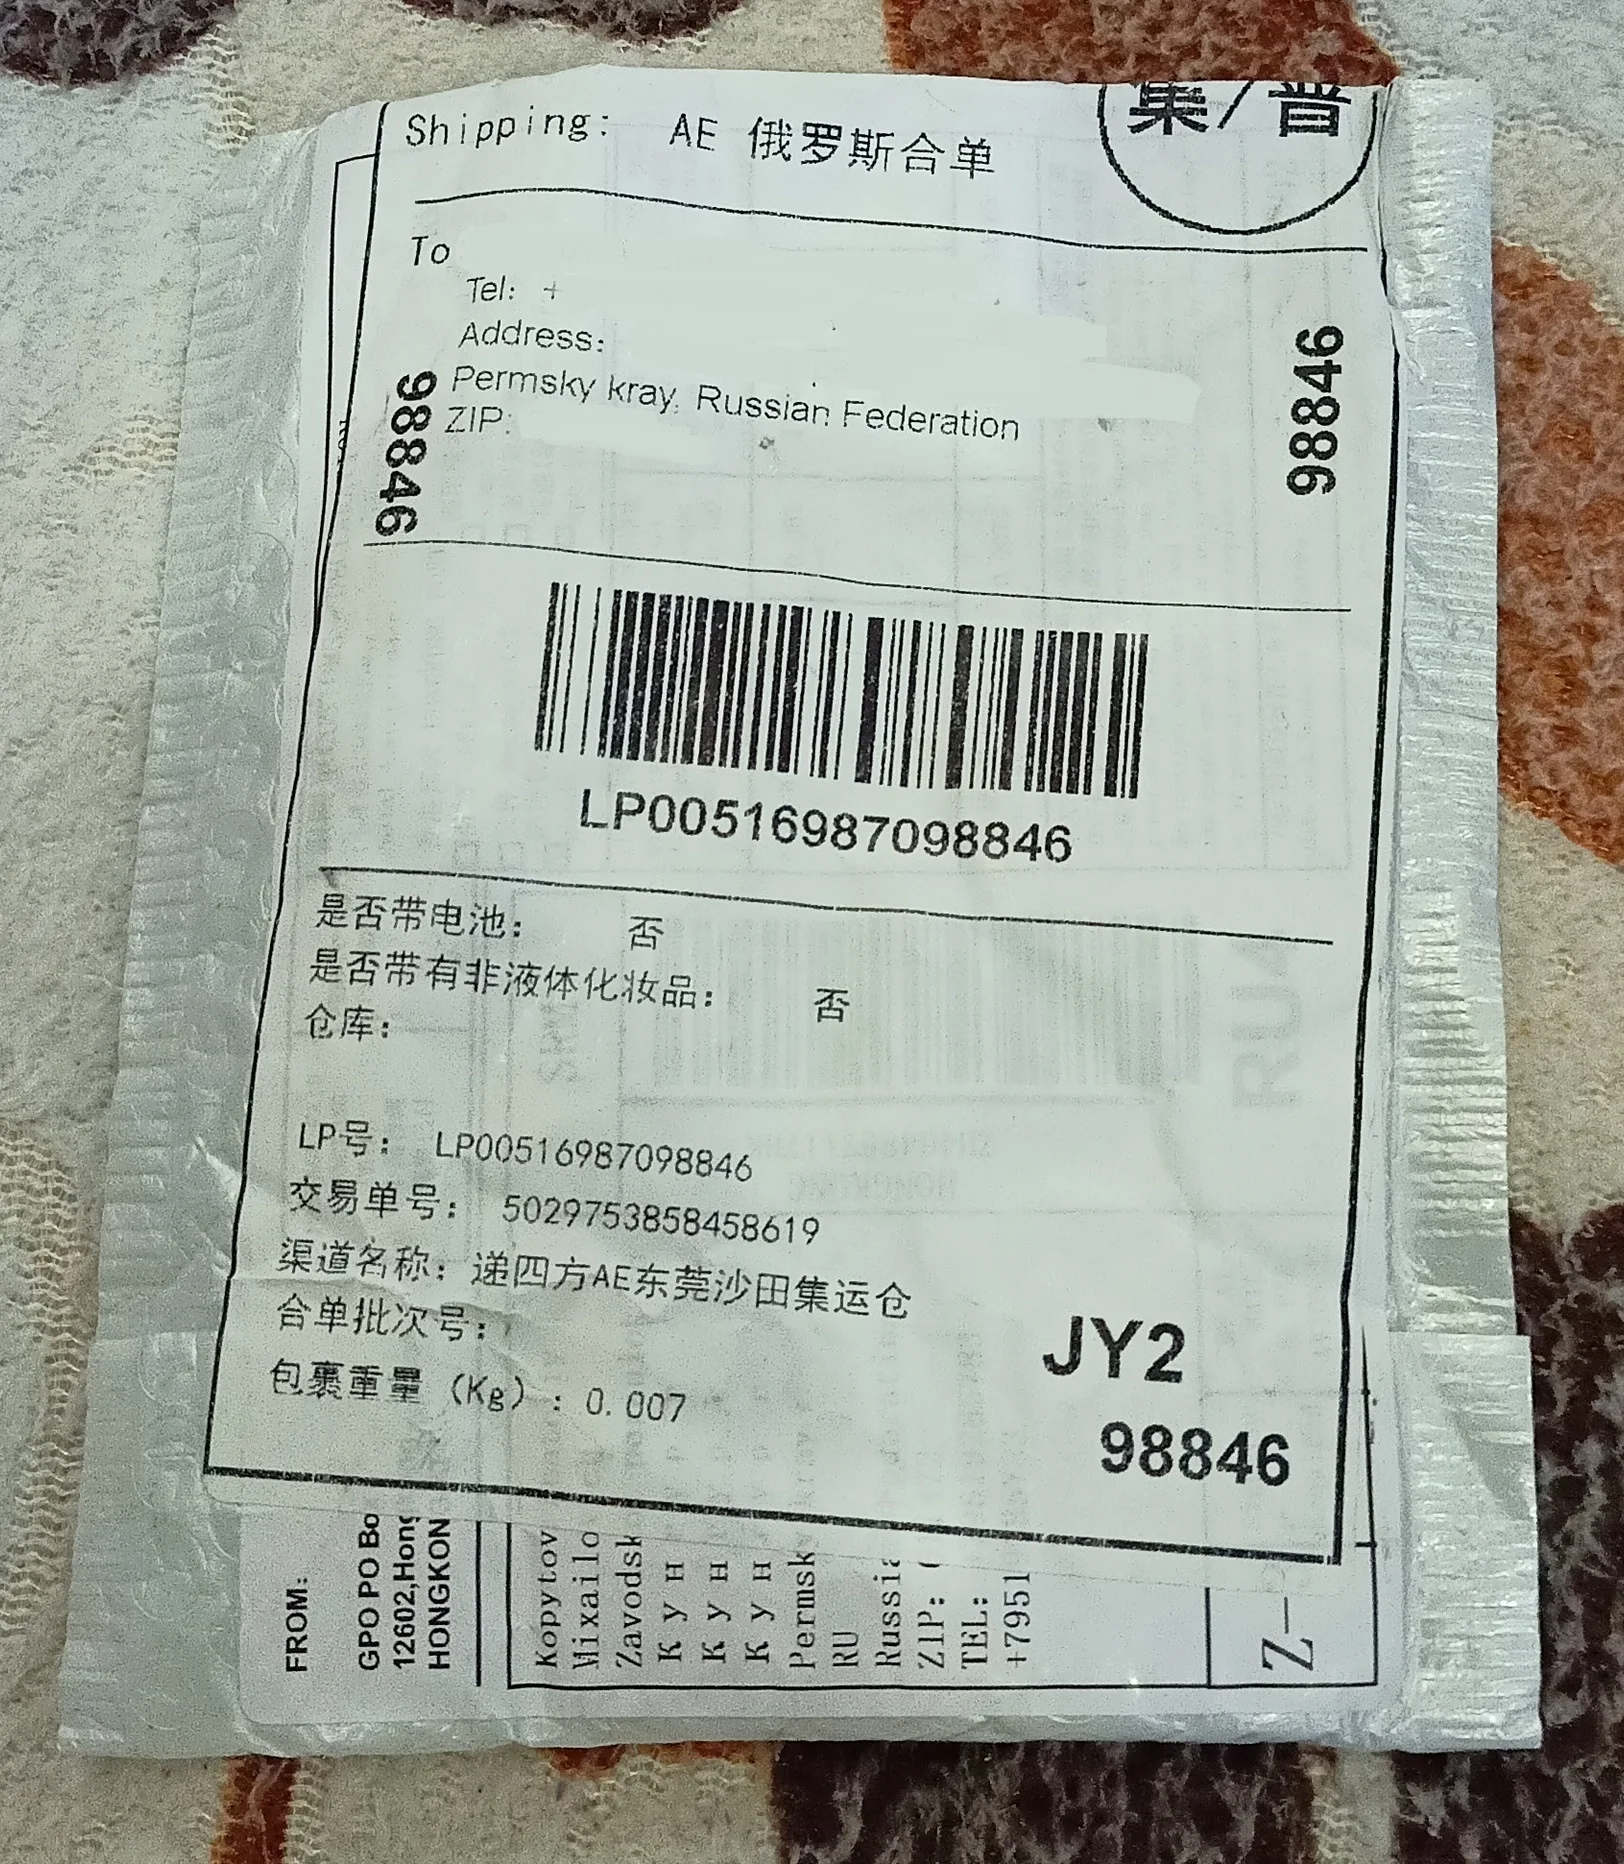 集/普
Shipping: AE 俄罗斯合单
To
Tel: +
Address:
Permsky kray, Russian Federation
ZIP:
98846
98846
LP00516987098846
是否带电池： 否
是否带有非液体化妆品： 否
仓库：
LP号： LP00516987098846
交易单号： 5029753858458619
渠道名称：递四方AE东莞沙田集运仓
合单批次号：
包裹重量（Kg）：0.007
JY2
98846
FROM:
GPO PO Bo
12602,Hong
HONGKON
Kopytov
Mixailo
Zavodsk
К у н
К у н
К у н
Permsk
RU
Russia
ZIP: (
TEL:
+7951
Z-